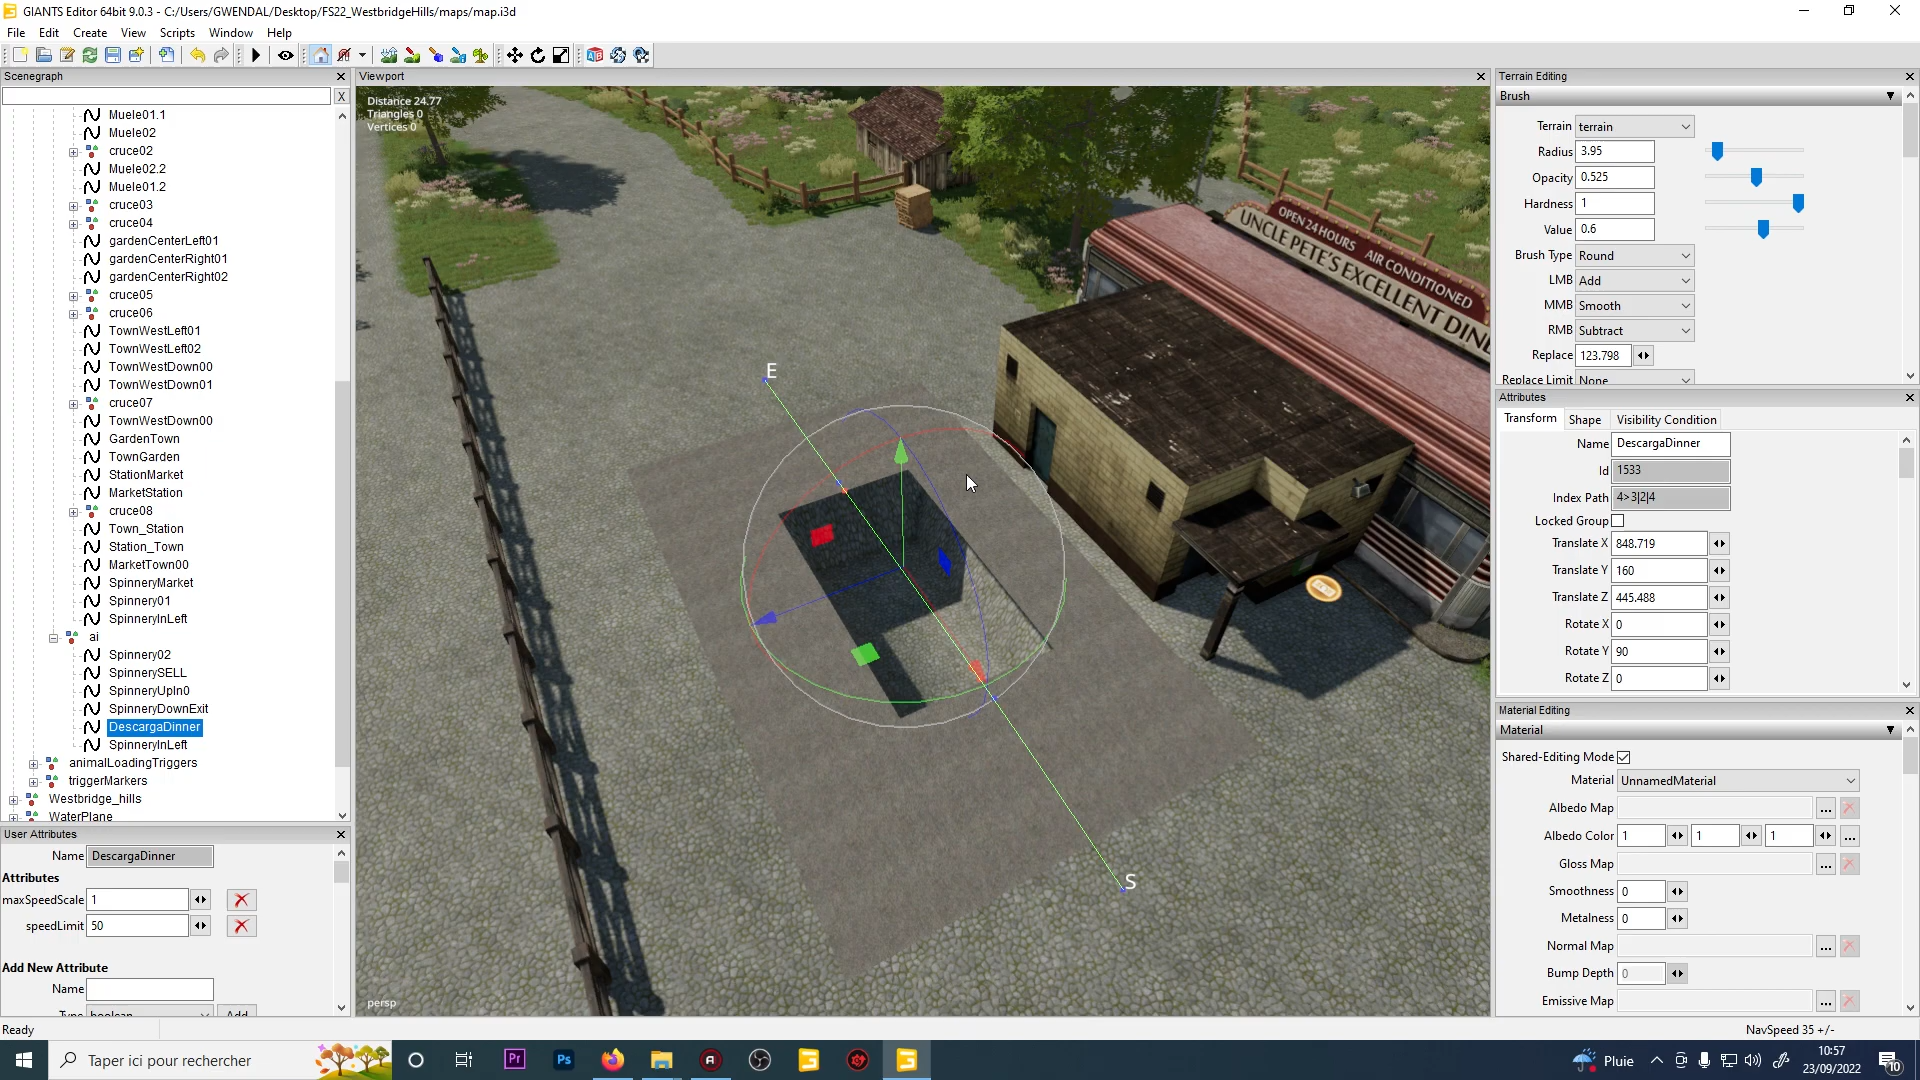 GIANTS Editor 64bit 9.0.3 - C:/Users/GWENDAL/Desktop/FS22_WestbridgeHills/maps/map.i3d
File Edit Create View Scripts Window Help
Scenegraph
X
Muele01.1
Muele02
cruce02
Muele02.2
Muele01.2
cruce03
cruce04
gardenCenterLeft01
gardenCenterRight01
gardenCenterRight02
cruce05
cruce06
TownWestLeft01
TownWestLeft02
TownWestDown00
TownWestDown01
cruce07
TownWestDown00
GardenTown
TownGarden
StationMarket
MarketStation
cruce08
Town_Station
Station_Town
MarketTown00
SpinneryMarket
Spinnery01
SpinneryInLeft
ai
Spinnery02
SpinnerySELL
SpinneryUpIn0
SpinneryDownExit
DescargaDinner
SpinneryInLeft
animalLoadingTriggers
triggerMarkers
Westbridge_hills
WaterPlane
User Attributes
Name DescargaDinner
Attributes
maxSpeedScale 1
speedLimit 50
Add New Attribute
Name
Type boolean Add
Viewport
Distance 24.77
Triangles 0
Vertices 0
OPEN 24 HOURS AIR CONDITIONED
UNCLE PETE'S EXCELLENT DIN
E
S
persp
Terrain Editing
Brush
Terrain terrain
Radius 3.95
Opacity 0.525
Hardness 1
Value 0.6
Brush Type Round
LMB Add
MMB Smooth
RMB Subtract
Replace 123.798
Replace Limit None
Attributes
Transform Shape Visibility Condition
Name DescargaDinner
Id 1533
Index Path 4>3|2|4
Locked Group
Translate X 848.719
Translate Y 160
Translate Z 445.488
Rotate X 0
Rotate Y 90
Rotate Z 0
Material Editing
Material
Shared-Editing Mode
Material UnnamedMaterial
Albedo Map ...
Albedo Color 1 1 1 ...
Gloss Map ...
Smoothness 0
Metalness 0
Normal Map ...
Bump Depth 0
Emissive Map ...
Ready
NavSpeed 35 +/-
Taper ici pour rechercher
Pr
Ps
Pluie
10:57
23/09/2022
10